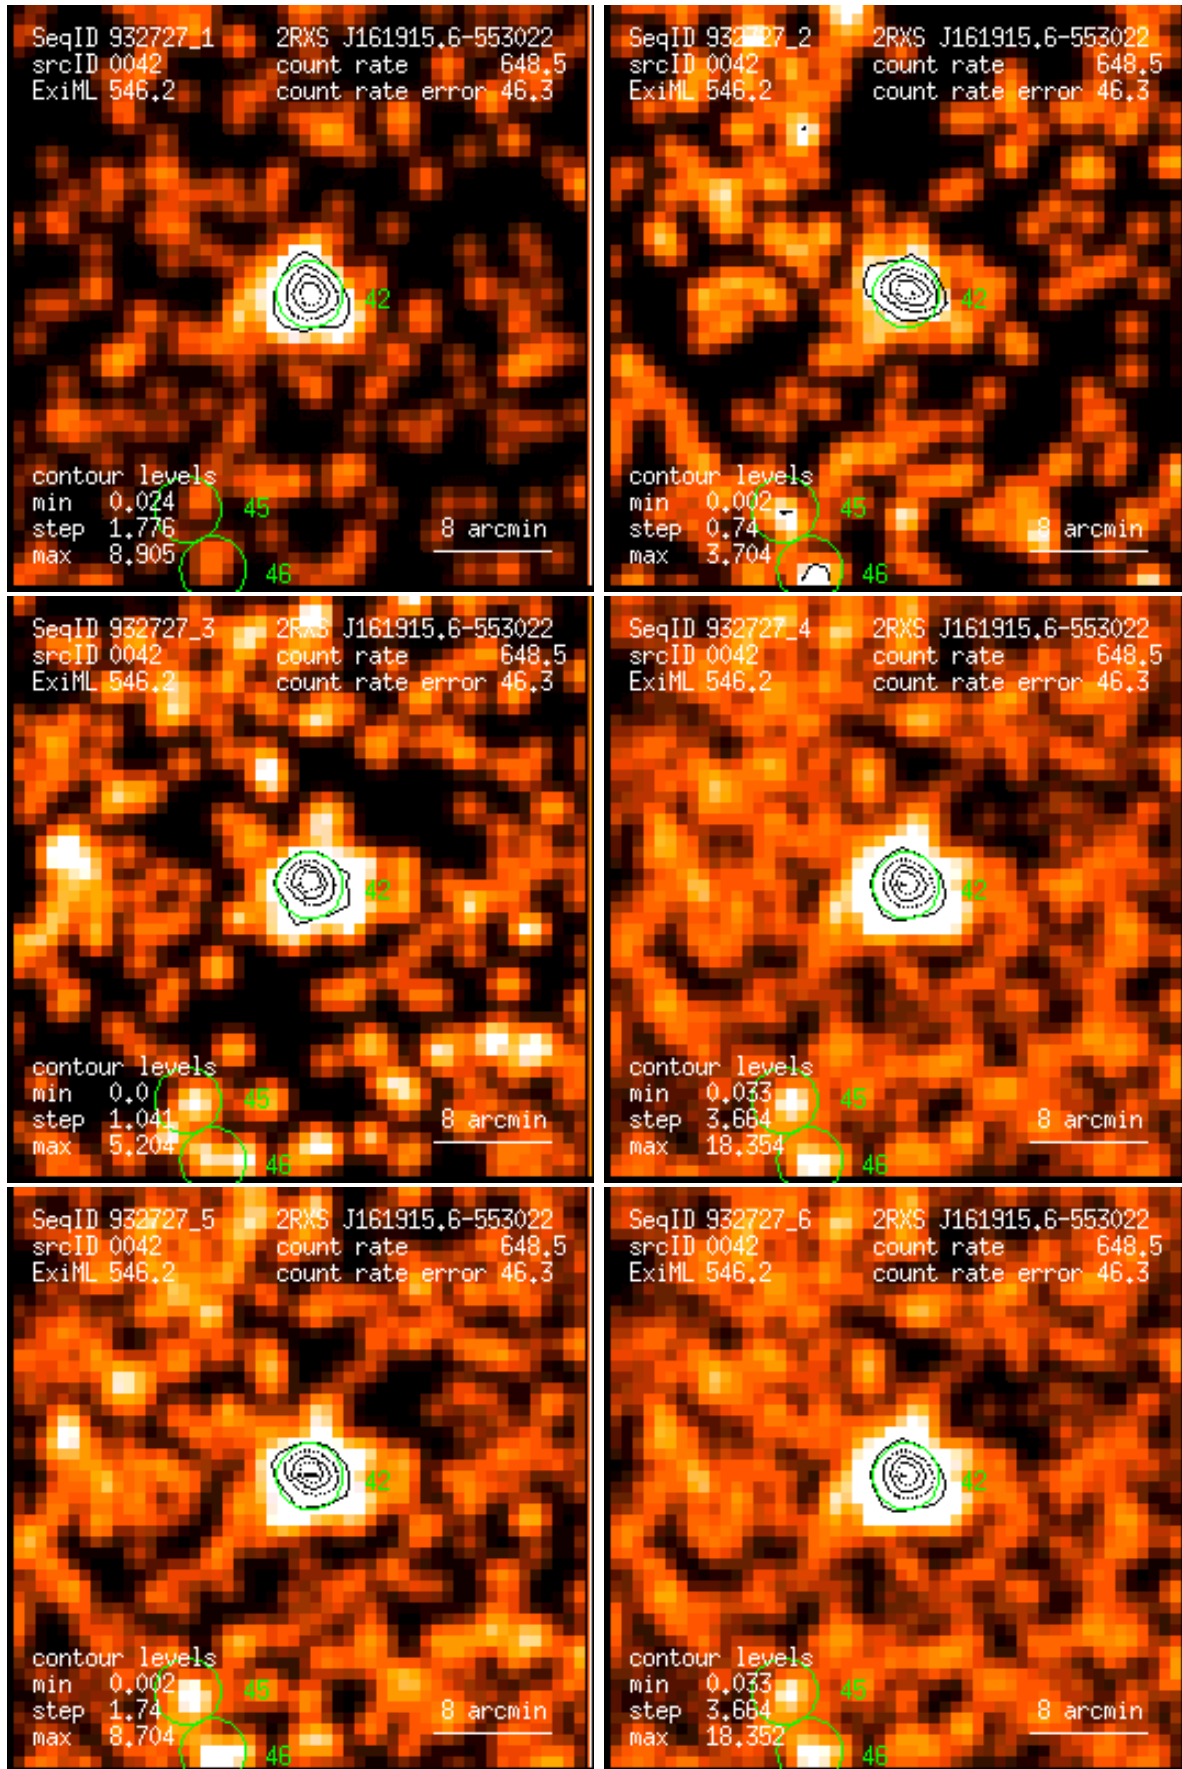 SeqID 932727_1 2RXS J161915.6-553022
srcID 0042 count rate 648.5
ExiML 546.2 count rate error 46.3
42
contour levels
min 0.024
45
step 1.776
8 arcmin
max 8.905
46
SeqID 932727_2 2RXS J161915.6-553022
srcID 0042 count rate 648.5
ExiML 546.2 count rate error 46.3
42
contour levels
min 0.002
45
step 0.74
8 arcmin
max 3.704
46
SeqID 932727_3 2RXS J161915.6-553022
srcID 0042 count rate 648.5
ExiML 546.2 count rate error 46.3
42
contour levels
min 0.0
45
step 1.041
8 arcmin
max 5.204
46
SeqID 932727_4 2RXS J161915.6-553022
srcID 0042 count rate 648.5
ExiML 546.2 count rate error 46.3
42
contour levels
min 0.033
45
step 3.664
8 arcmin
max 18.354
46
SeqID 932727_5 2RXS J161915.6-553022
srcID 0042 count rate 648.5
ExiML 546.2 count rate error 46.3
42
contour levels
min 0.002
45
step 1.74
8 arcmin
max 8.704
46
SeqID 932727_6 2RXS J161915.6-553022
srcID 0042 count rate 648.5
ExiML 546.2 count rate error 46.3
42
contour levels
min 0.033
45
step 3.664
8 arcmin
max 18.352
46